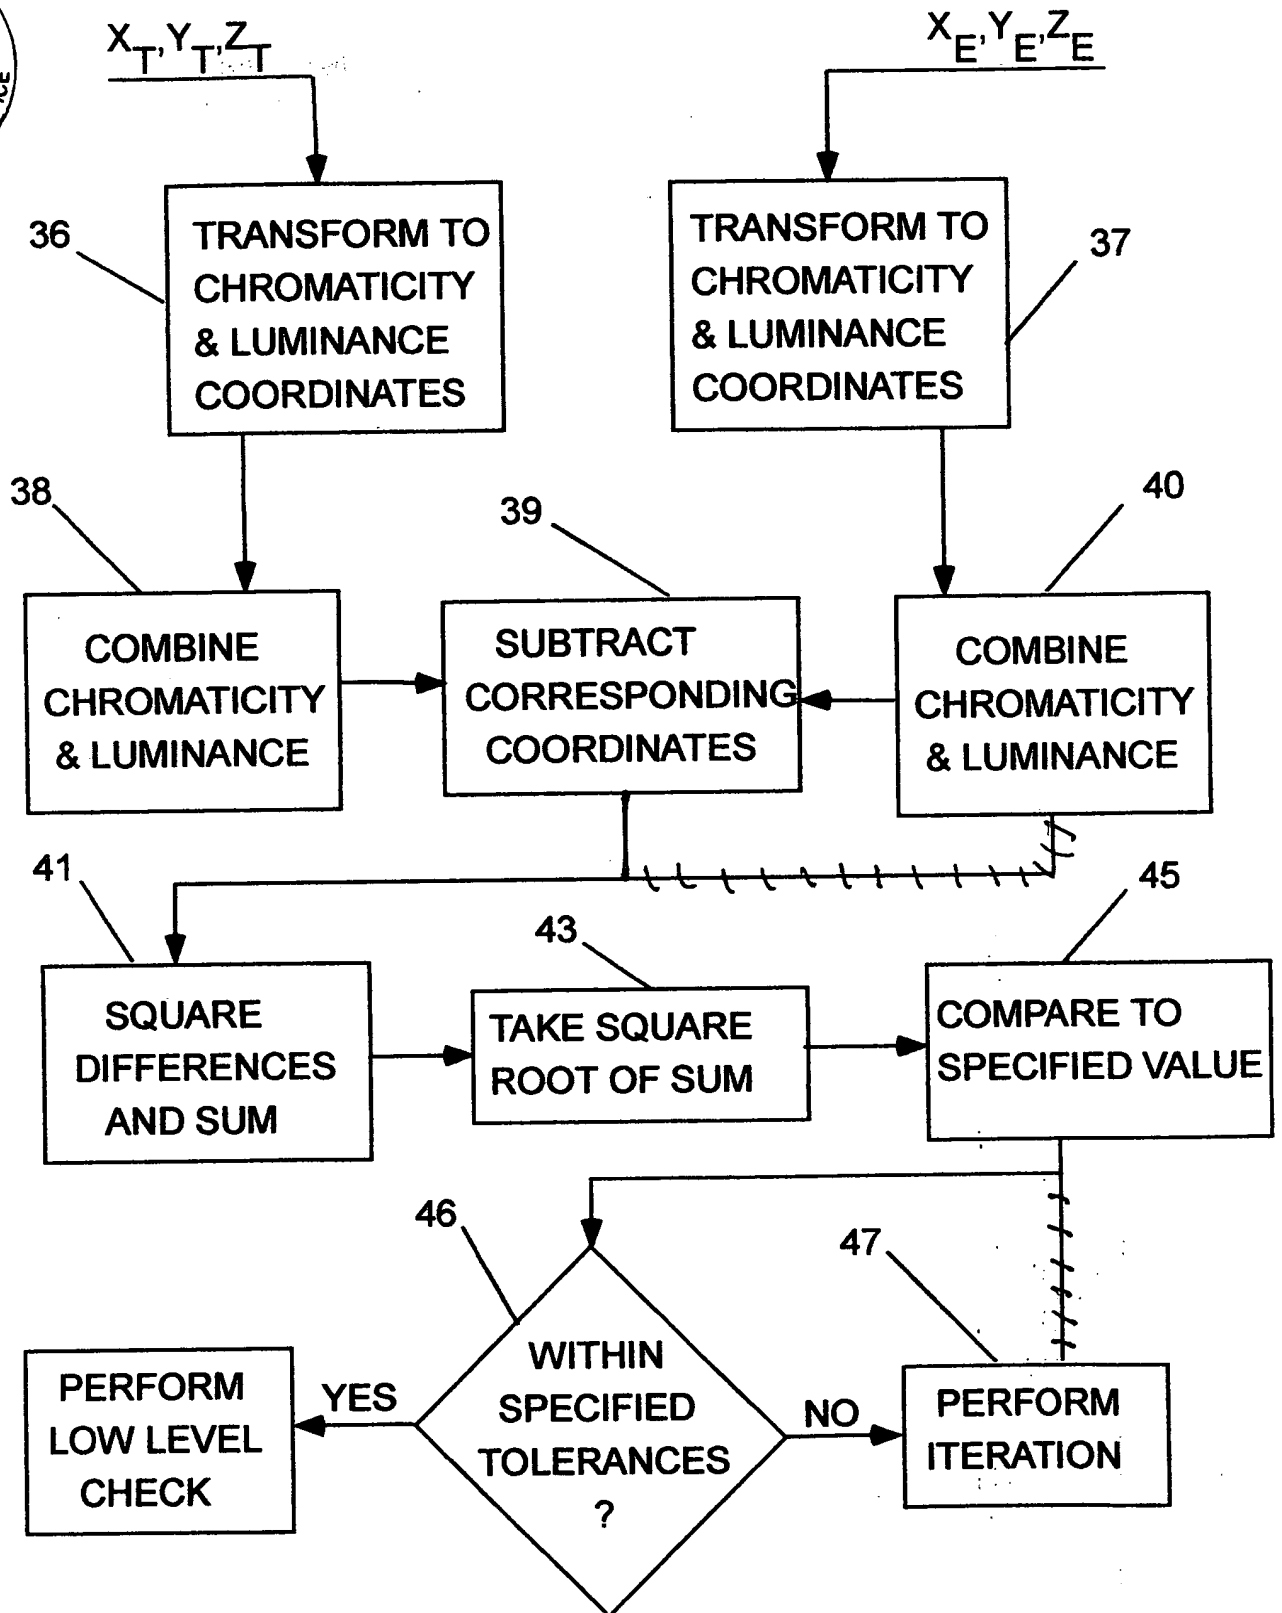 X_T, Y_T, Z_T
X_E, Y_E, Z_E
ICE
36
TRANSFORM TO
CHROMATICITY
& LUMINANCE
COORDINATES
TRANSFORM TO
CHROMATICITY
& LUMINANCE
COORDINATES
37
38
39
40
COMBINE
CHROMATICITY
& LUMINANCE
SUBTRACT
CORRESPONDING
COORDINATES
COMBINE
CHROMATICITY
& LUMINANCE
41
43
45
SQUARE
DIFFERENCES
AND SUM
TAKE SQUARE
ROOT OF SUM
COMPARE TO
SPECIFIED VALUE
46
47
PERFORM
LOW LEVEL
CHECK
YES
WITHIN
SPECIFIED
TOLERANCES
?
NO
PERFORM
ITERATION